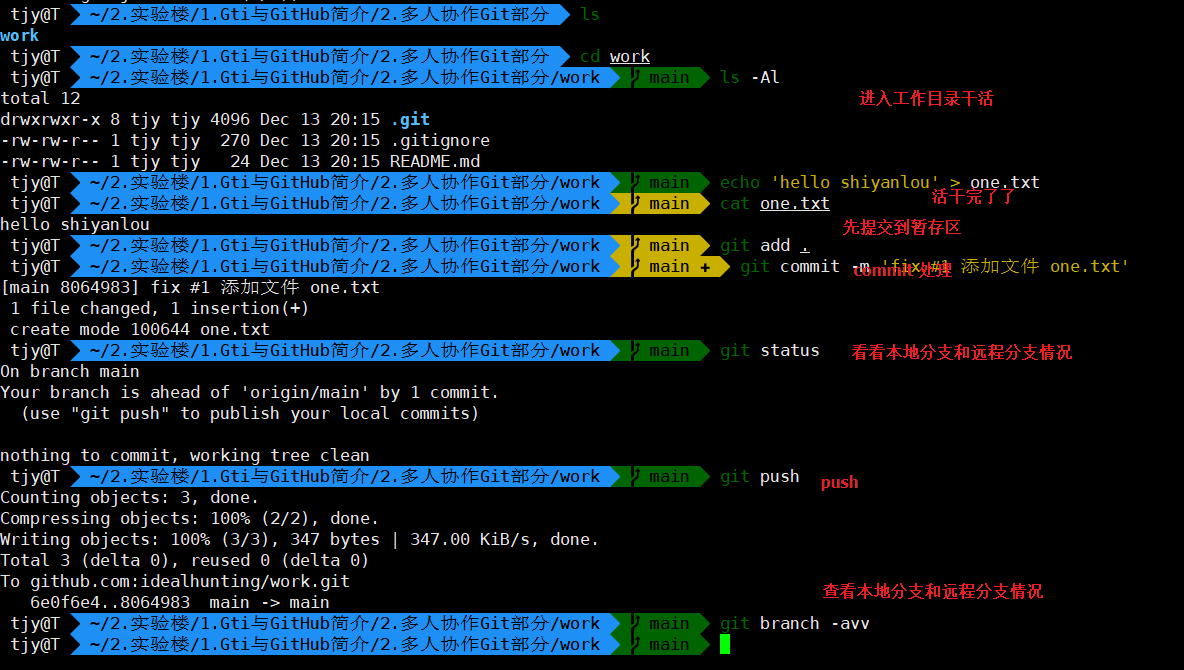 tjy@T ~/2.实验楼/1.Gti与GitHub简介/2.多人协作Git部分 ls
work
tjy@T ~/2.实验楼/1.Gti与GitHub简介/2.多人协作Git部分 cd work
tjy@T ~/2.实验楼/1.Gti与GitHub简介/2.多人协作Git部分/work main ls -Al
total 12 进入工作目录干活
drwxrwxr-x 8 tjy tjy 4096 Dec 13 20:15 .git
-rw-rw-r-- 1 tjy tjy  270 Dec 13 20:15 .gitignore
-rw-rw-r-- 1 tjy tjy   24 Dec 13 20:15 README.md
tjy@T ~/2.实验楼/1.Gti与GitHub简介/2.多人协作Git部分/work main echo 'hello shiyanlou' > one.txt
活干完了了
tjy@T ~/2.实验楼/1.Gti与GitHub简介/2.多人协作Git部分/work main cat one.txt
hello shiyanlou 先提交到暂存区
tjy@T ~/2.实验楼/1.Gti与GitHub简介/2.多人协作Git部分/work main git add .
tjy@T ~/2.实验楼/1.Gti与GitHub简介/2.多人协作Git部分/work main + git commit -m 'fix #1 添加文件 one.txt'
commit 处理
[main 8064983] fix #1 添加文件 one.txt
1 file changed, 1 insertion(+)
create mode 100644 one.txt
tjy@T ~/2.实验楼/1.Gti与GitHub简介/2.多人协作Git部分/work main git status 看看本地分支和远程分支情况
On branch main
Your branch is ahead of 'origin/main' by 1 commit.
(use "git push" to publish your local commits)
nothing to commit, working tree clean
tjy@T ~/2.实验楼/1.Gti与GitHub简介/2.多人协作Git部分/work main git push push
Counting objects: 3, done.
Compressing objects: 100% (2/2), done.
Writing objects: 100% (3/3), 347 bytes | 347.00 KiB/s, done.
Total 3 (delta 0), reused 0 (delta 0)
To github.com:idealhunting/work.git
6e0f6e4..8064983  main -> main
查看本地分支和远程分支情况
tjy@T ~/2.实验楼/1.Gti与GitHub简介/2.多人协作Git部分/work main git branch -avv
tjy@T ~/2.实验楼/1.Gti与GitHub简介/2.多人协作Git部分/work main